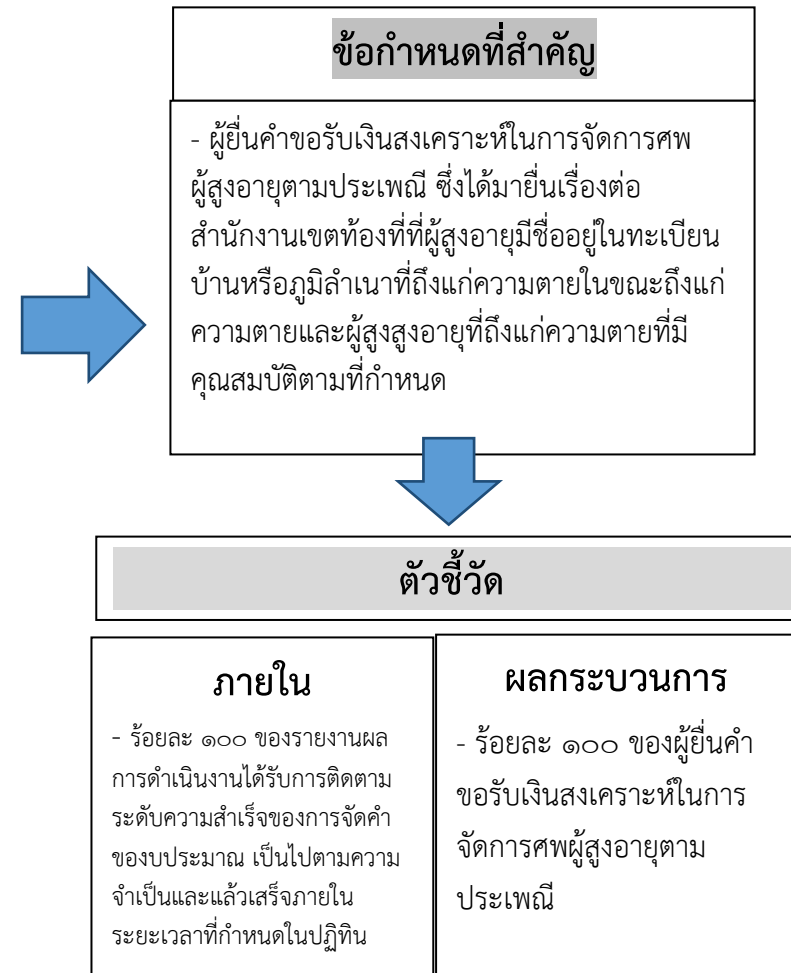 ข้อกำหนดที่สำคัญ
- ผู้ยื่นคำขอรับเงินสงเคราะห์ในการจัดการศพ
ผู้สูงอายุตามประเพณี ซึ่งได้มายื่นเรื่องต่อ
สำนักงานเขตท้องที่ที่ผู้สูงอายุมีชื่ออยู่ในทะเบียน
บ้านหรือภูมิลำเนาที่ถึงแก่ความตายในขณะถึงแก่
ความตายและผู้สูงสูงอายุที่ถึงแก่ความตายที่มี
คุณสมบัติตามที่กำหนด
ตัวชี้วัด
ภายใน
- ร้อยละ ๑๐๐ ของรายงานผล
การดำเนินงานได้รับการติดตาม
ระดับความสำเร็จของการจัดคำ
ของบประมาณ เป็นไปตามความ
จำเป็นและแล้วเสร็จภายใน
ระยะเวลาที่กำหนดในปฏิทิน
ผลกระบวนการ
- ร้อยละ ๑๐๐ ของผู้ยื่นคำ
ขอรับเงินสงเคราะห์ในการ
จัดการศพผู้สูงอายุตาม
ประเพณี